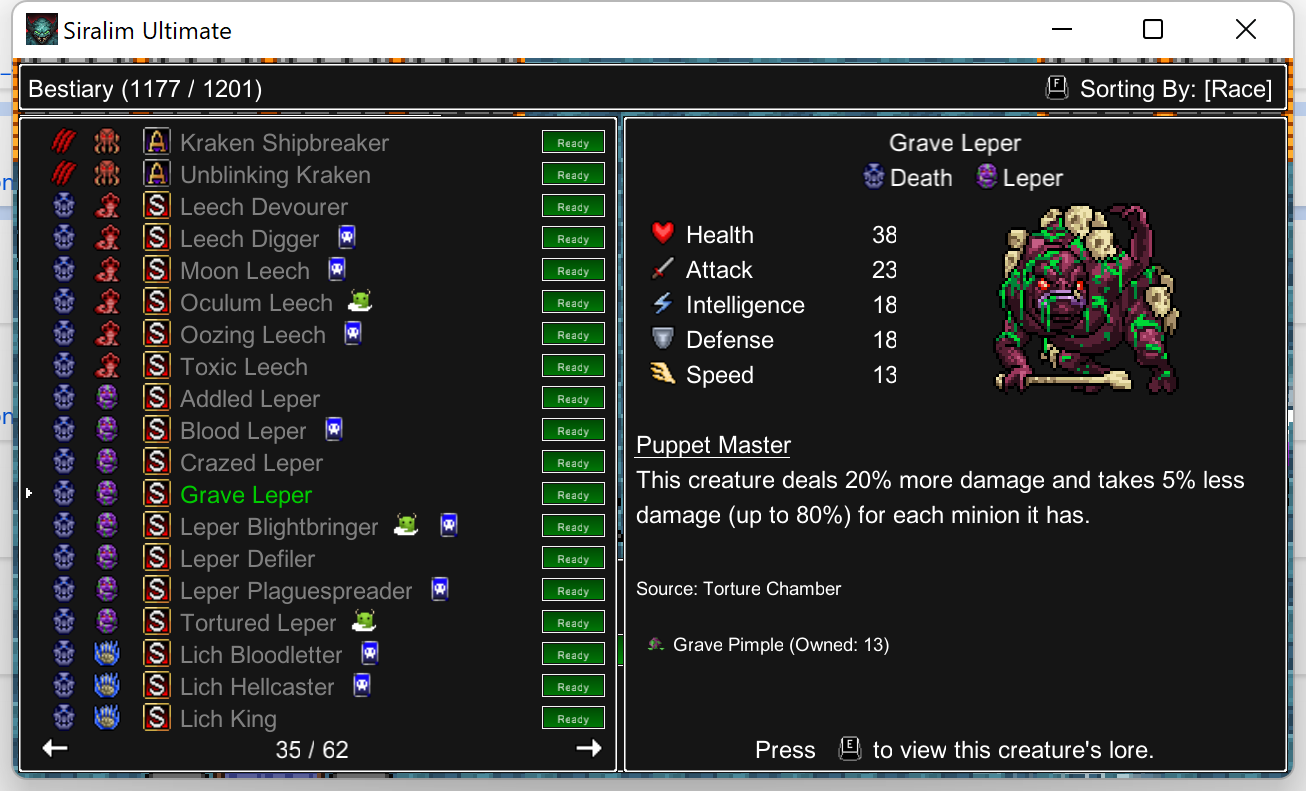 Siralim Ultimate
Bestiary (1177 / 1201)
F Sorting By: [Race]
A Kraken Shipbreaker Ready
A Unblinking Kraken Ready
S Leech Devourer Ready
S Leech Digger Ready
S Moon Leech Ready
S Oculum Leech Ready
S Oozing Leech Ready
S Toxic Leech Ready
S Addled Leper Ready
S Blood Leper Ready
S Crazed Leper Ready
S Grave Leper Ready
S Leper Blightbringer Ready
S Leper Defiler Ready
S Leper Plaguespreader Ready
S Tortured Leper Ready
S Lich Bloodletter Ready
S Lich Hellcaster Ready
S Lich King Ready
35 / 62
Grave Leper
Death Leper
Health 38
Attack 23
Intelligence 18
Defense 18
Speed 13
Puppet Master
This creature deals 20% more damage and takes 5% less
damage (up to 80%) for each minion it has.
Source: Torture Chamber
Grave Pimple (Owned: 13)
Press E to view this creature's lore.